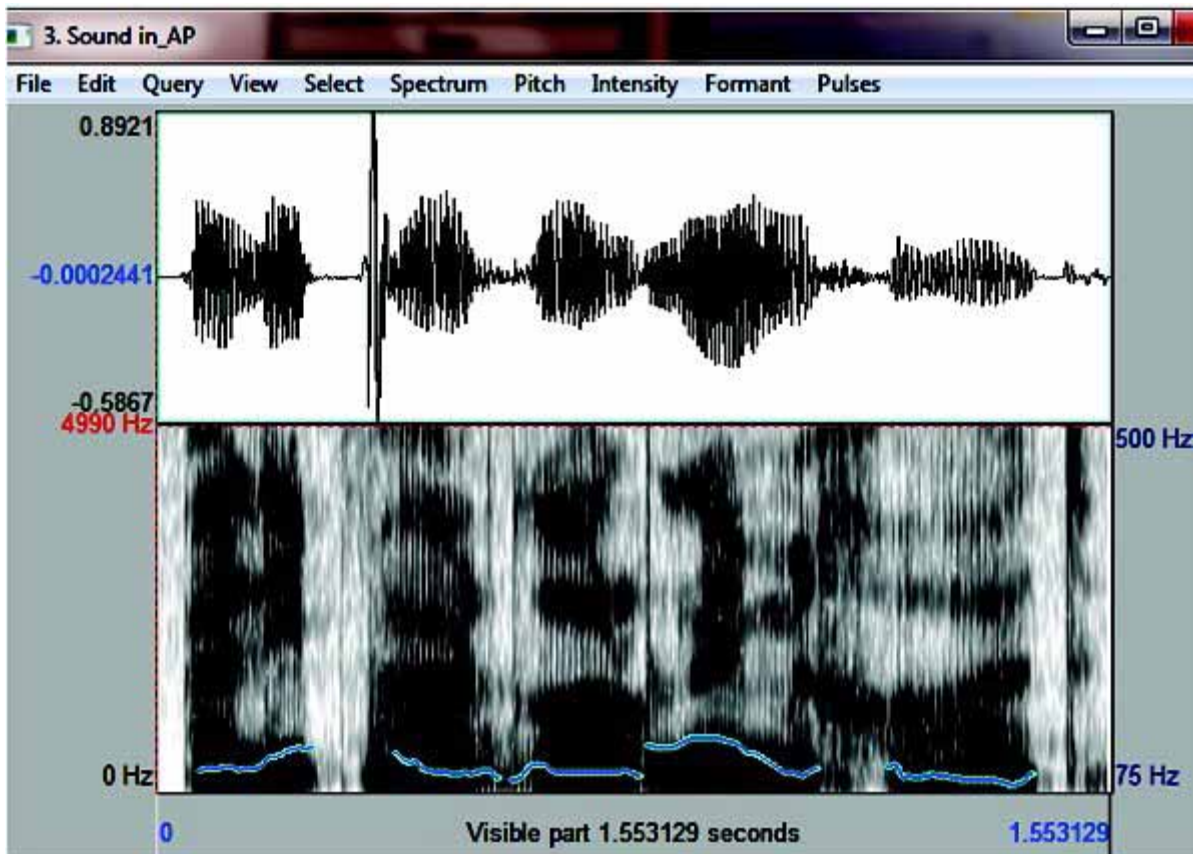 3. Sound in_AP
File Edit Query View Select Spectrum Pitch Intensity Formant Pulses
0.8921
-0.0002441
-0.5867
4990 Hz
500 Hz
0 Hz
75 Hz
0 Visible part 1.553129 seconds 1.553129